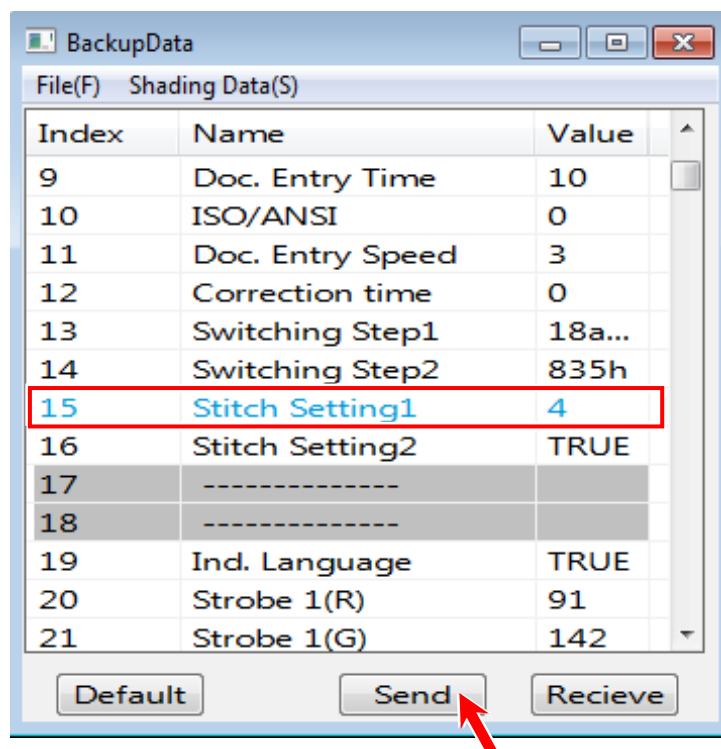 BackupData
File(F) Shading Data(S)
Index Name Value
9 Doc. Entry Time 10
10 ISO/ANSI 0
11 Doc. Entry Speed 3
12 Correction time 0
13 Switching Step1 18a...
14 Switching Step2 835h
15 Stitch Setting1 4
16 Stitch Setting2 TRUE
17 --------------
18 --------------
19 Ind. Language TRUE
20 Strobe 1(R) 91
21 Strobe 1(G) 142
Default Send Recieve